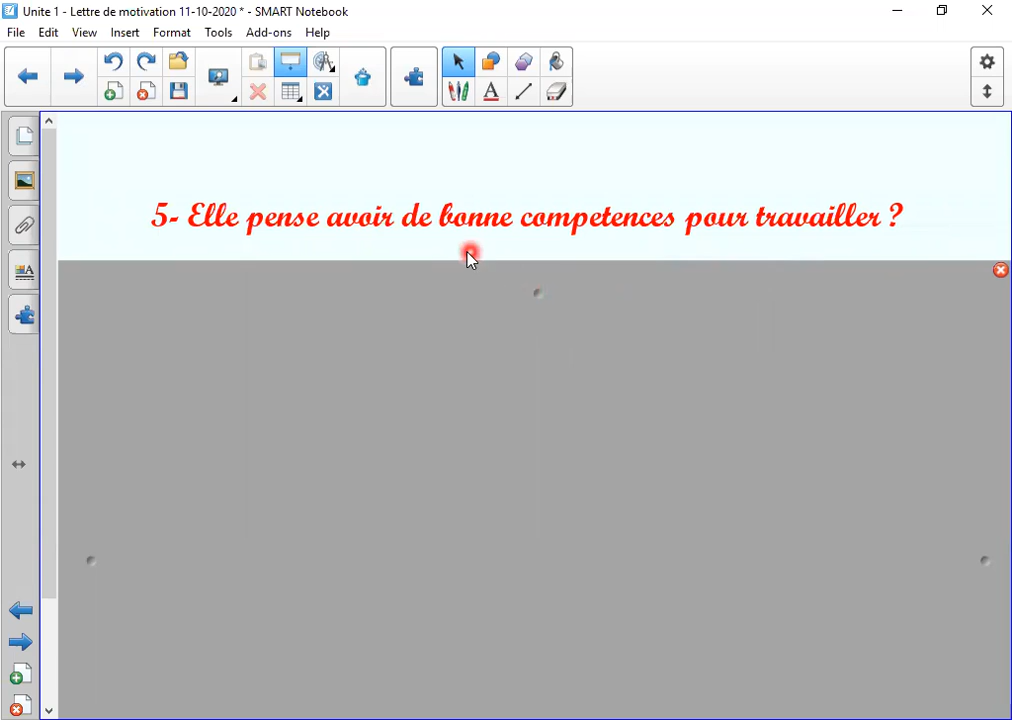 Unite 1 - Lettre de motivation 11-10-2020 * - SMART Notebook
File Edit View Insert Format Tools Add-ons Help
5- Elle pense avoir de bonne competences pour travailler ?